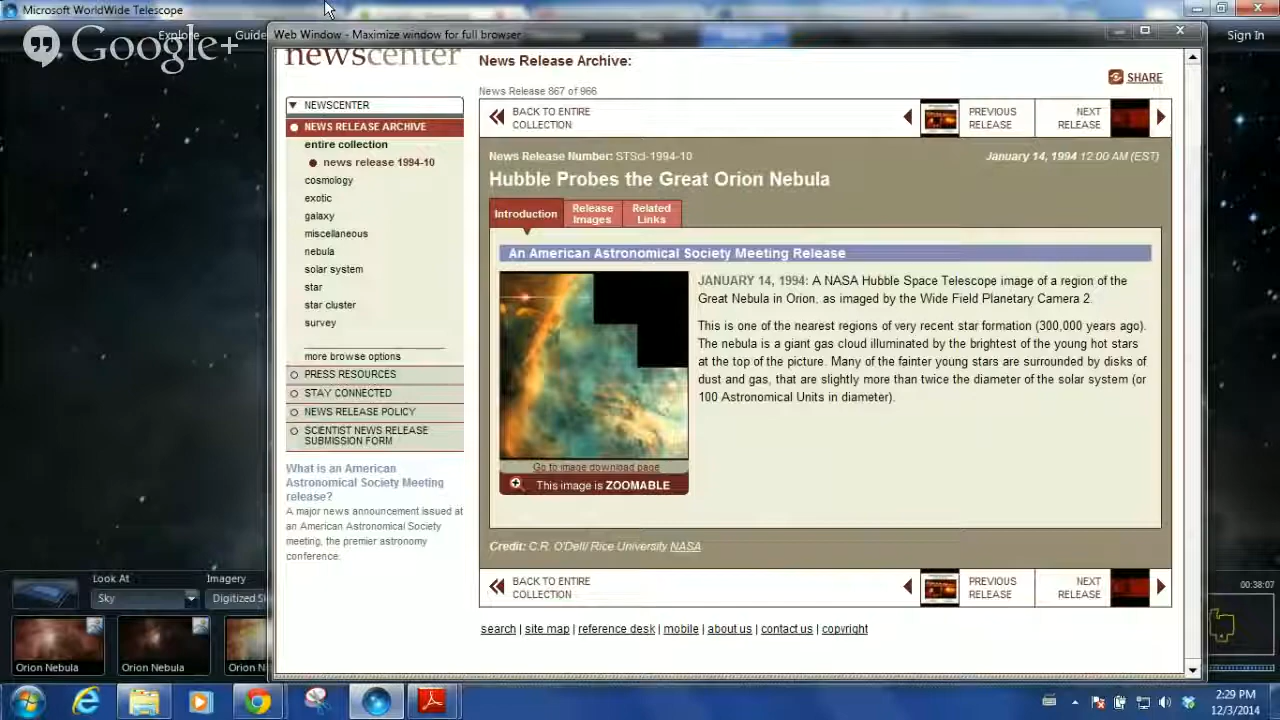 Microsoft WorldWide Telescope
Google+
Explore
Guide
Sign In
Web Window - Maximize window for full browser
newscenter
News Release Archive:
SHARE
News Release 867 of 966
BACK TO ENTIRE
COLLECTION
PREVIOUS
RELEASE
NEXT
RELEASE
NEWSCENTER
NEWS RELEASE ARCHIVE
entire collection
news release 1994-10
cosmology
exotic
galaxy
miscellaneous
nebula
solar system
star
star cluster
survey
more browse options
PRESS RESOURCES
STAY CONNECTED
NEWS RELEASE POLICY
SCIENTIST NEWS RELEASE
SUBMISSION FORM
What is an American
Astronomical Society Meeting
release?
A major news announcement issued at
an American Astronomical Society
meeting, the premier astronomy
conference.
News Release Number: STScI-1994-10
January 14, 1994 12:00 AM (EST)
Hubble Probes the Great Orion Nebula
Introduction
Release
Images
Related
Links
An American Astronomical Society Meeting Release
JANUARY 14, 1994: A NASA Hubble Space Telescope image of a region of the
Great Nebula in Orion, as imaged by the Wide Field Planetary Camera 2.
This is one of the nearest regions of very recent star formation (300,000 years ago).
The nebula is a giant gas cloud illuminated by the brightest of the young hot stars
at the top of the picture. Many of the fainter young stars are surrounded by disks of
dust and gas, that are slightly more than twice the diameter of the solar system (or
100 Astronomical Units in diameter).
Go to image download page
This image is ZOOMABLE
Credit: C.R. O'Dell/ Rice University NASA
BACK TO ENTIRE
COLLECTION
PREVIOUS
RELEASE
NEXT
RELEASE
search | site map | reference desk | mobile | about us | contact us | copyright
Look At
Imagery
Sky
Digitized S
00:38:07
Orion Nebula
Orion Nebula
Orion N
2:29 PM
12/3/2014